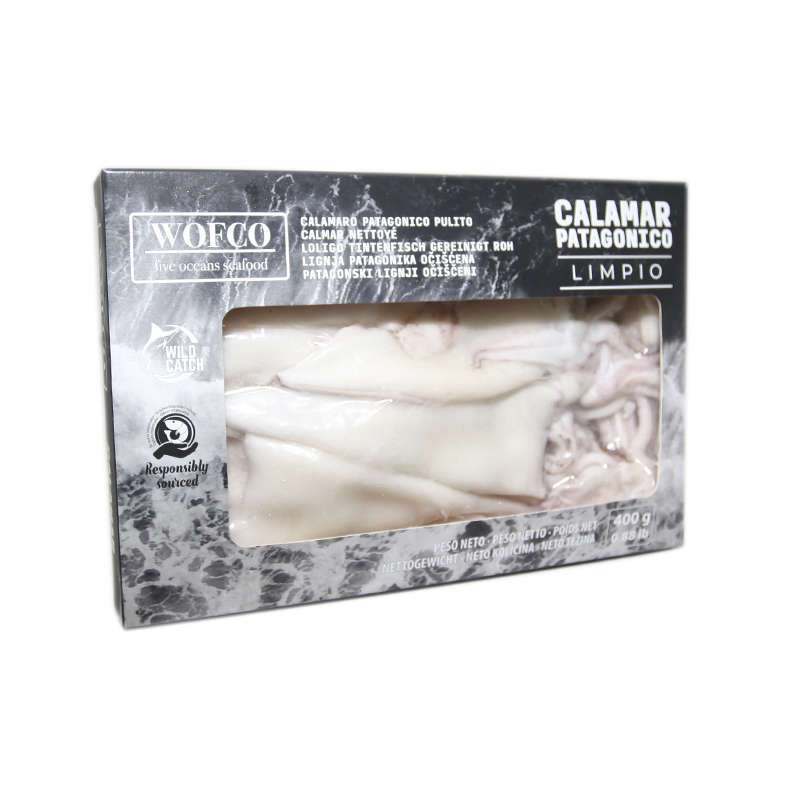 WOFCO
five oceans seafood
CALAMARO PATAGONICO PULITO
CALMAR NETTOYÉ
LOLIGO TINTENFISCH GEREINIGT ROH
LIGNJA PATAGONIKA OČIŠĆENA
PATAGONSKI LIGNJI OČIŠČENI
CALAMAR
PATAGONICO
LIMPIO
WILD
CATCH
Responsibly
sourced
PESO NETO · PESO NETTO · POIDS NET
NETTOGEWICHT · NETO KOLIČINA · NETO TEŽINA
400 g
0.88 lb